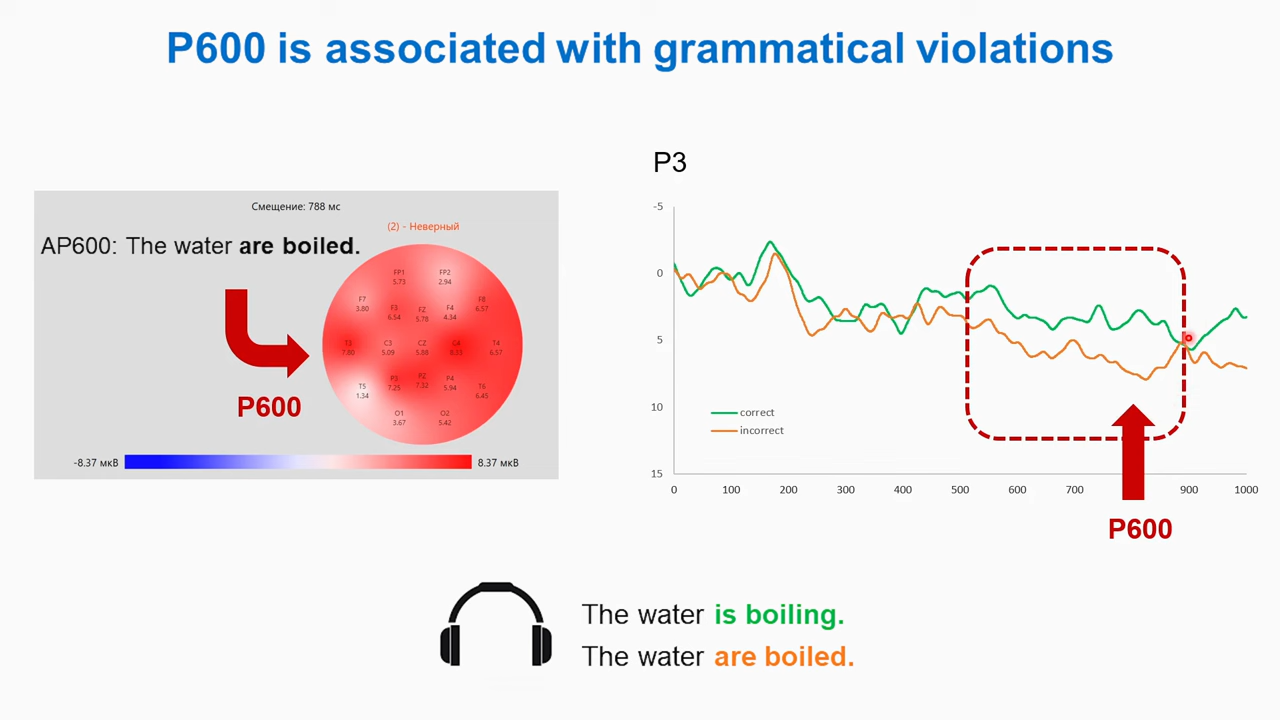 P600 is associated with grammatical violations
Смещение: 788 мс
(2) - Неверный
AP600: The water are boiled.
FP1 FP2
5.73 2.94
F7 F3 FZ F4 F8
3.80 6.54 5.78 4.34 6.57
T3 C3 CZ C4 T4
7.80 5.09 5.88 8.33 6.57
T5 P3 PZ P4 T6
1.34 7.25 7.32 5.94 6.45
O1 O2
3.67 5.42
P600
-8.37 мкВ 8.37 мкВ
P3
-5
0
5
10
15
correct
incorrect
0 100 200 300 400 500 600 700 900 1000
P600
The water is boiling.
The water are boiled.